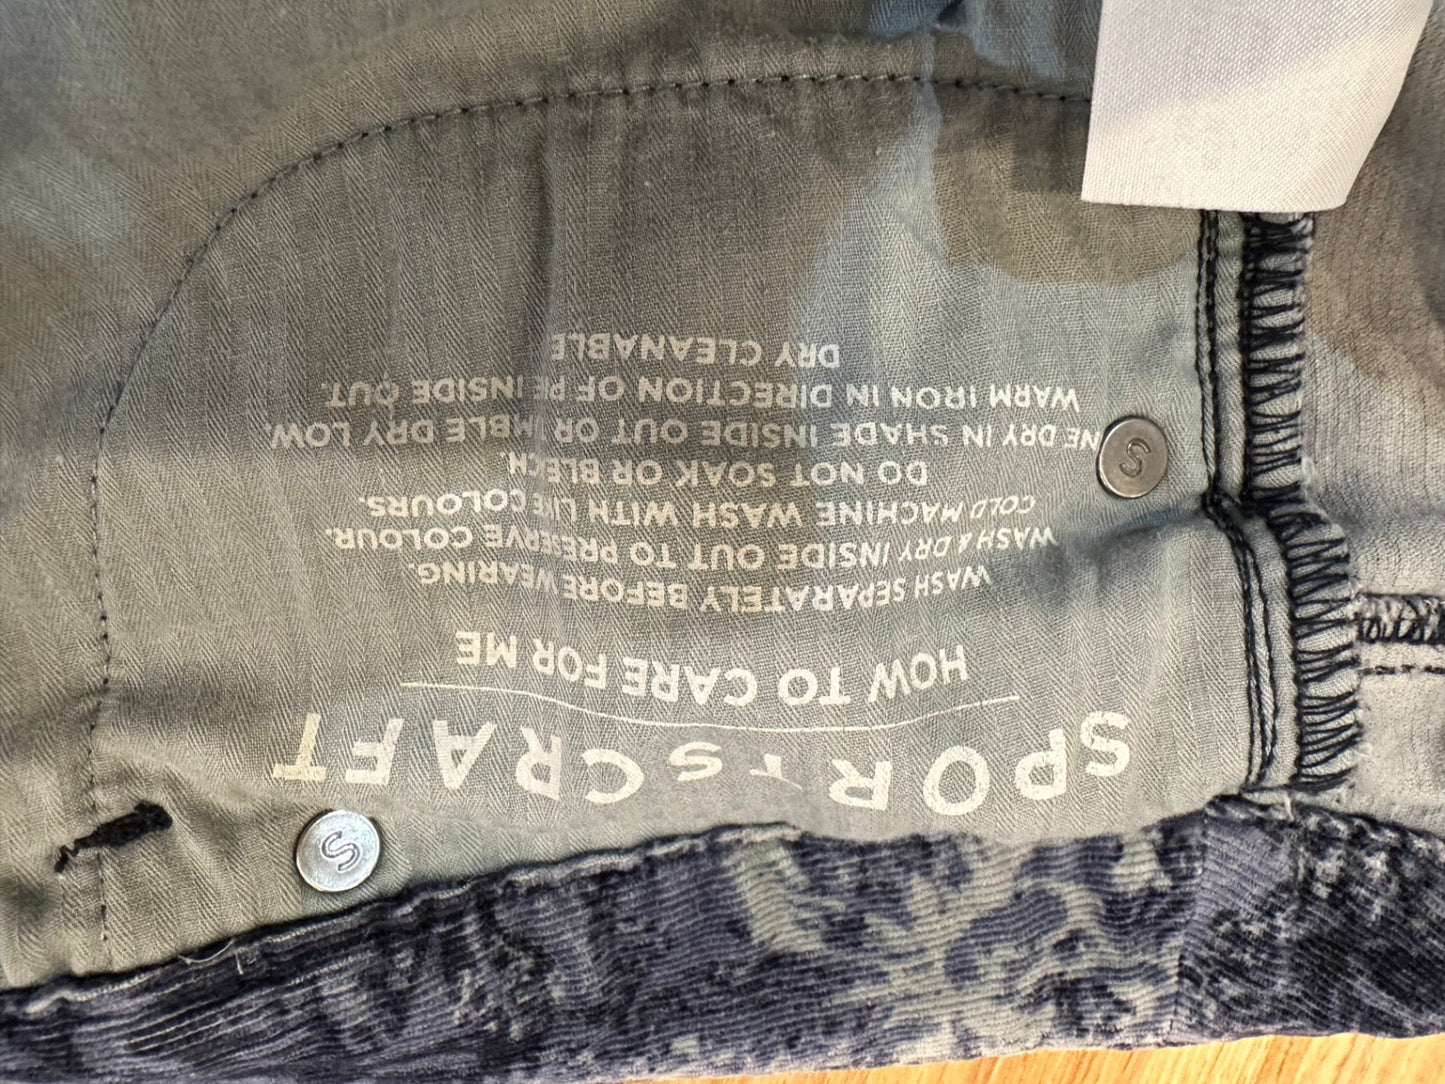 SPORTSCRAFT
HOW TO CARE FOR ME
WASH SEPARATELY BEFORE WEARING.
WASH & DRY INSIDE OUT TO PRESERVE COLOUR.
COLD MACHINE WASH WITH LIKE COLOURS.
DO NOT SOAK OR BLEACH.
NE DRY IN SHADE INSIDE OUT OR MBLE DRY LOW.
WARM IRON IN DIRECTION OF INSIDE OUT.
DRY CLEANABLE
S
S